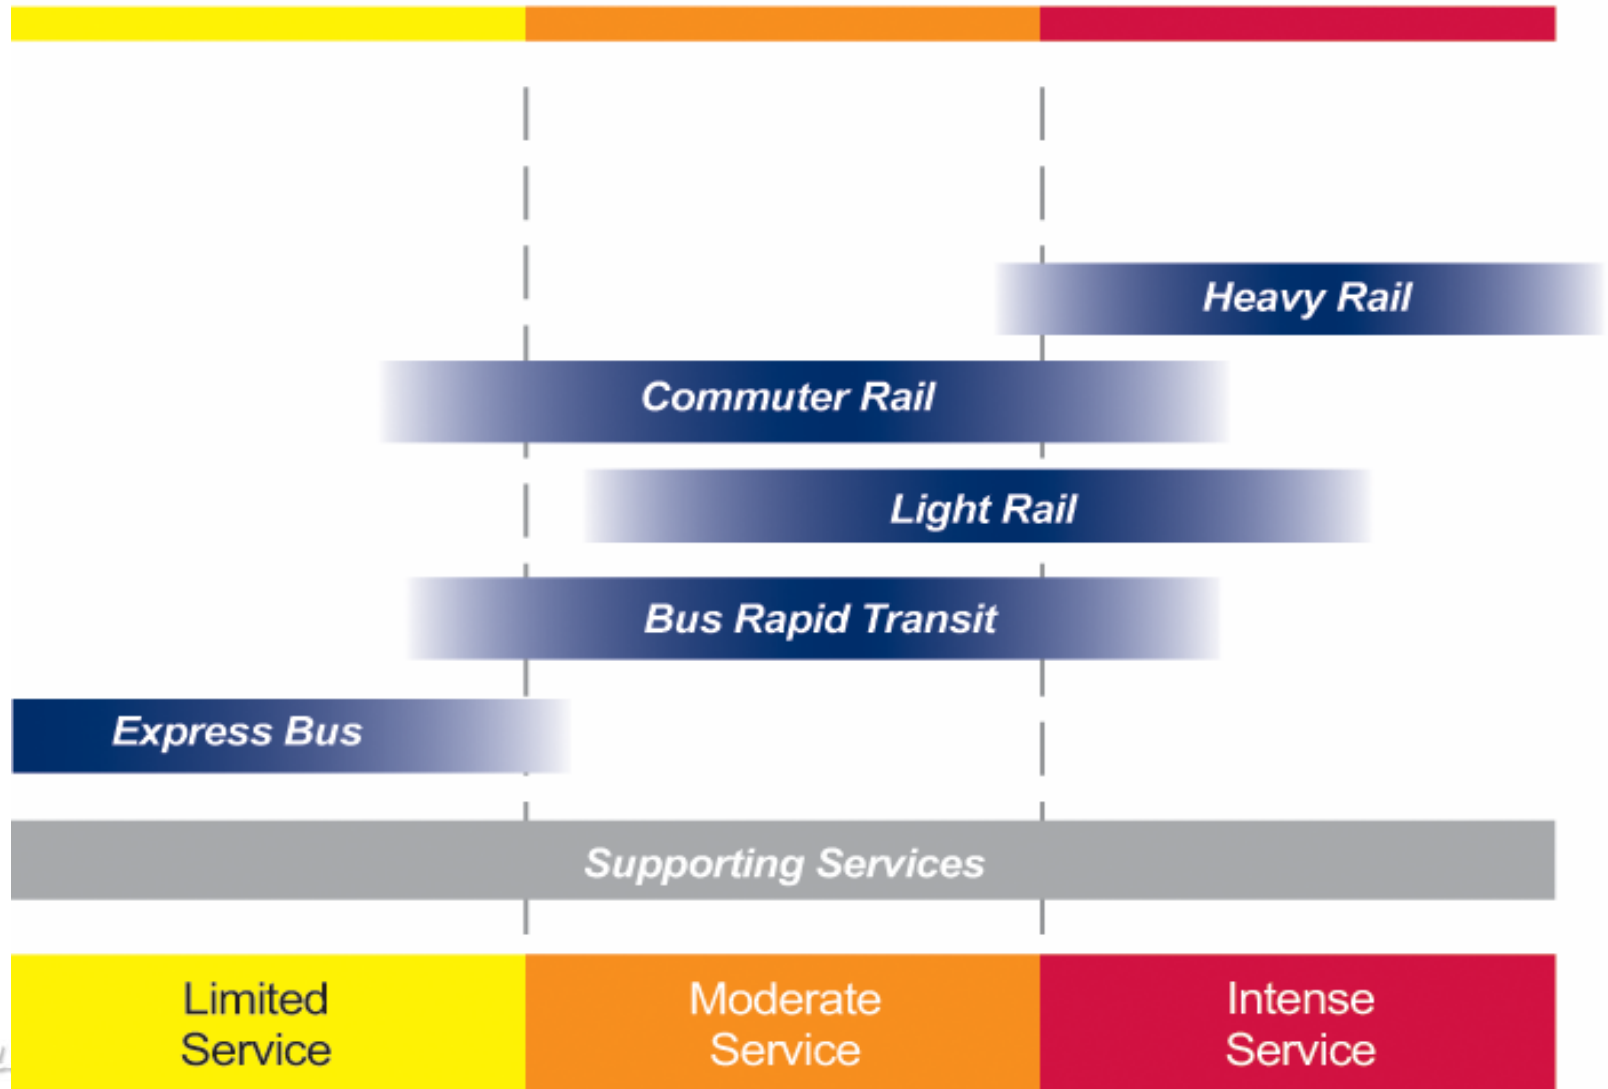 Heavy Rail
Commuter Rail
Light Rail
Bus Rapid Transit
Express Bus
Supporting Services
Limited
Service
Moderate
Service
Intense
Service